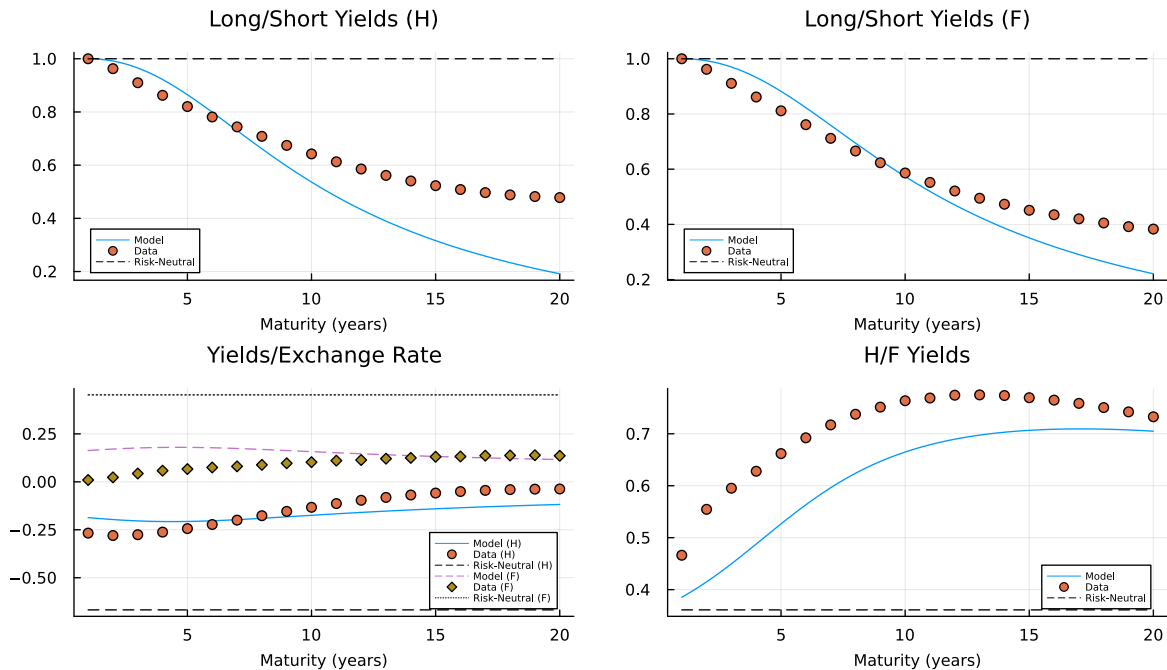 Long/Short Yields (H)
1.0
0.8
0.6
0.4
0.2
Model
Data
Risk-Neutral
5 10 15 20
Maturity (years)
Long/Short Yields (F)
1.0
0.8
0.6
0.4
0.2
Model
Data
Risk-Neutral
5 10 15 20
Maturity (years)
Yields/Exchange Rate
0.25
0.00
−0.25
−0.50
Model (H)
Data (H)
Risk-Neutral (H)
Model (F)
Data (F)
Risk-Neutral (F)
5 10 15 20
Maturity (years)
H/F Yields
0.7
0.6
0.5
0.4
Model
Data
Risk-Neutral
5 10 15 20
Maturity (years)